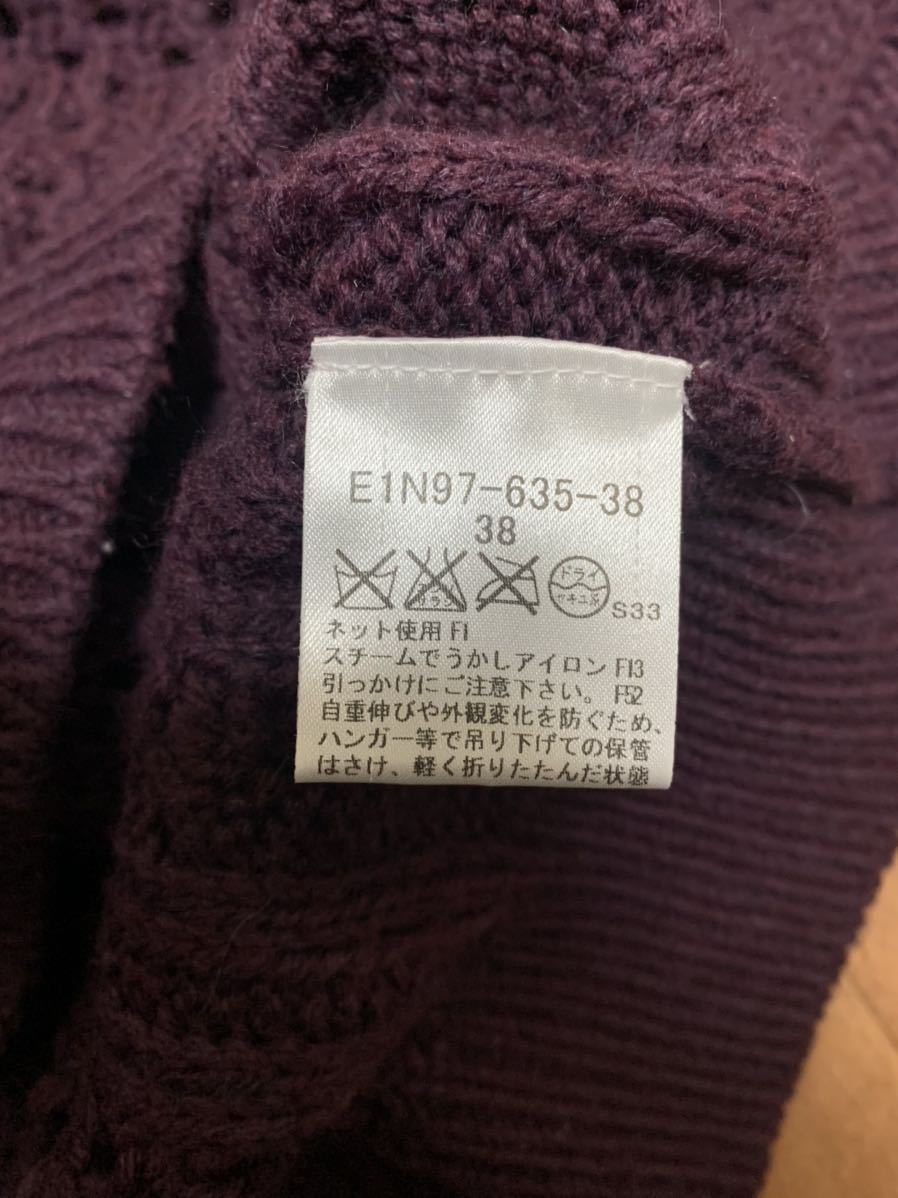 E1N97-635-38
38
ドライ
セキユ系
S33
ネット使用 F1
スチームでうかしアイロン F13
引っかけにご注意下さい。 F52
自重伸びや外観変化を防ぐため、
ハンガー等で吊り下げての保管
はさけ、軽く折りたたんだ状態